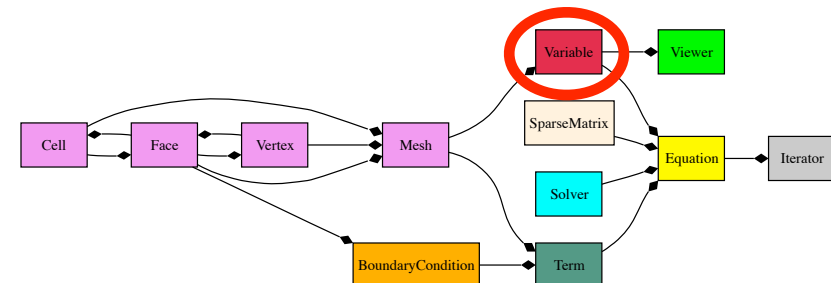 Variable
Viewer
SparseMatrix
Cell
Face
Vertex
Mesh
Equation
Iterator
Solver
BoundaryCondition
Term